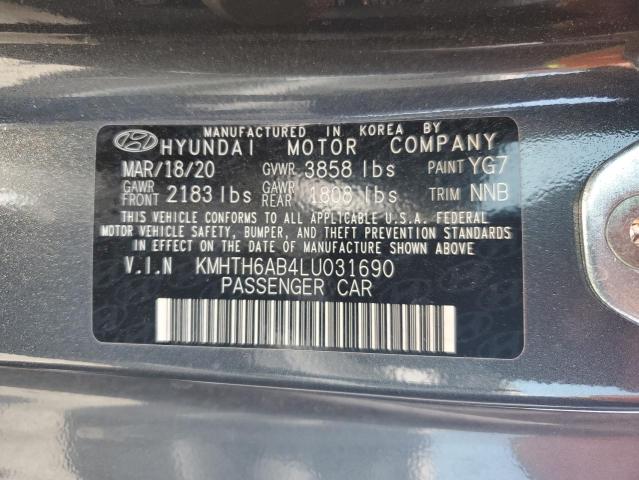 MANUFACTURED IN KOREA BY
HYUNDAI MOTOR COMPANY
MAR/18/20 GVWR 3858 lbs PAINT YG7
GAWR FRONT 2183 lbs GAWR REAR 1808 lbs TRIM NNB
THIS VEHICLE CONFORMS TO ALL APPLICABLE U.S.A. FEDERAL
MOTOR VEHICLE SAFETY, BUMPER, AND THEFT PREVENTION STANDARDS
IN EFFECT ON THE DATE OF MANUFACTURE SHOWN ABOVE.
V.I.N KMHTH6AB4LU031690
PASSENGER CAR